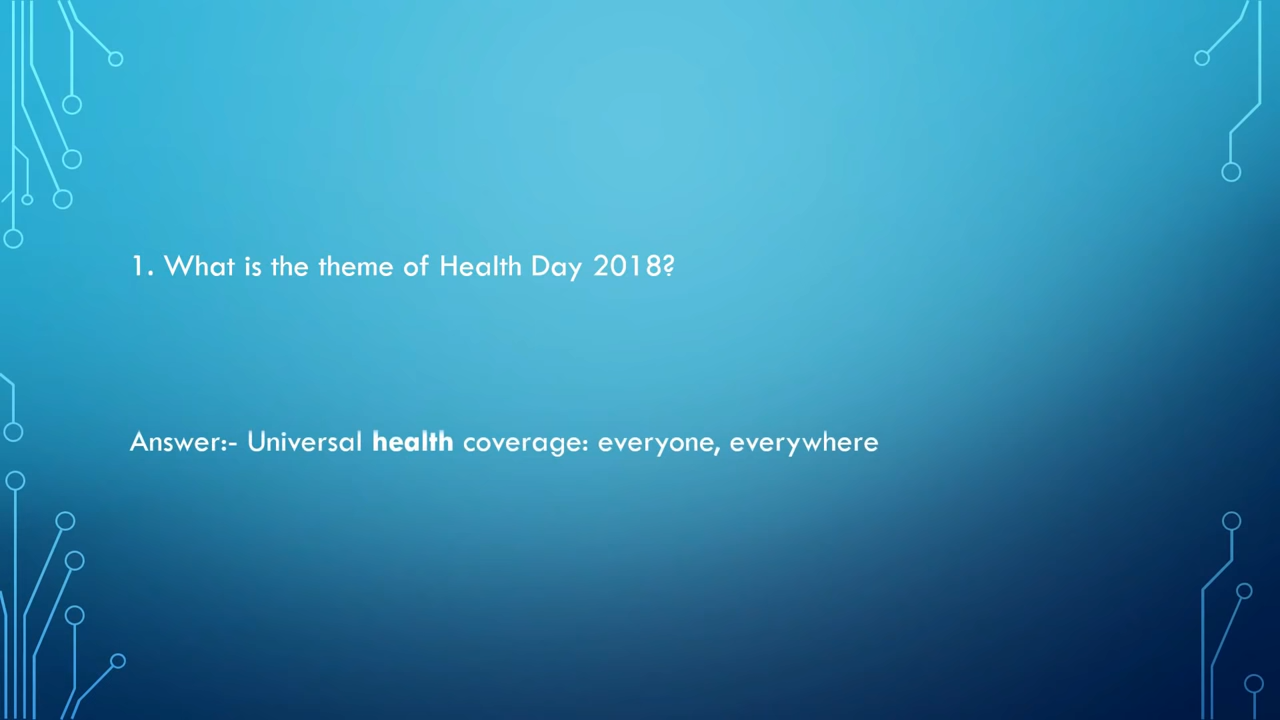 1. What is the theme of Health Day 2018?
Answer:- Universal health coverage: everyone, everywhere